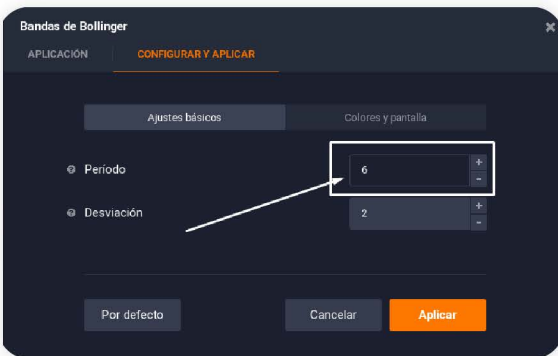 Bandas de Bollinger
APLICACIÓN CONFIGURAR Y APLICAR
Ajustes básicos Colores y pantalla
Período 6
Desviación 2
Por defecto Cancelar Aplicar